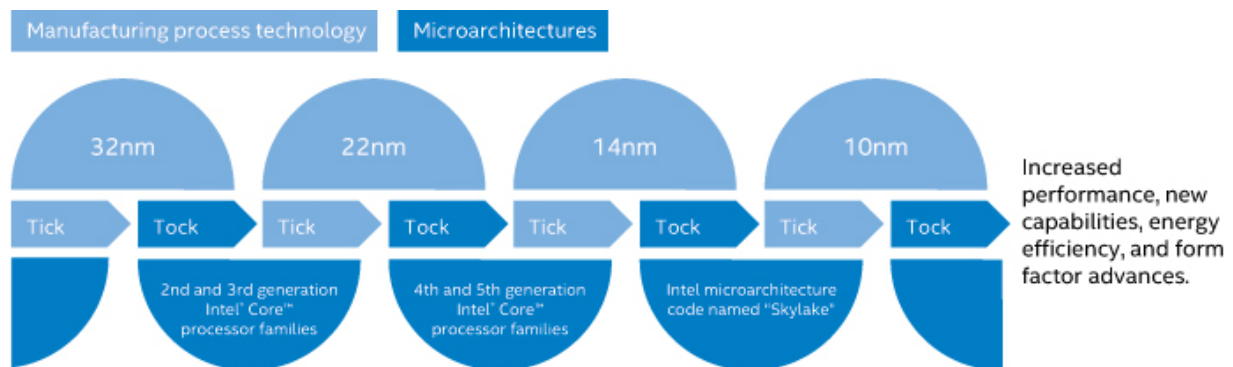 Manufacturing process technology
Microarchitectures
32nm
22nm
14nm
10nm
Tick
Tock
Tick
Tock
Tick
Tock
Tick
Tock
2nd and 3rd generation
Intel® Core™
processor families
4th and 5th generation
Intel® Core™
processor families
Intel microarchitecture
code named "Skylake"
Increased
performance, new
capabilities, energy
efficiency, and form
factor advances.